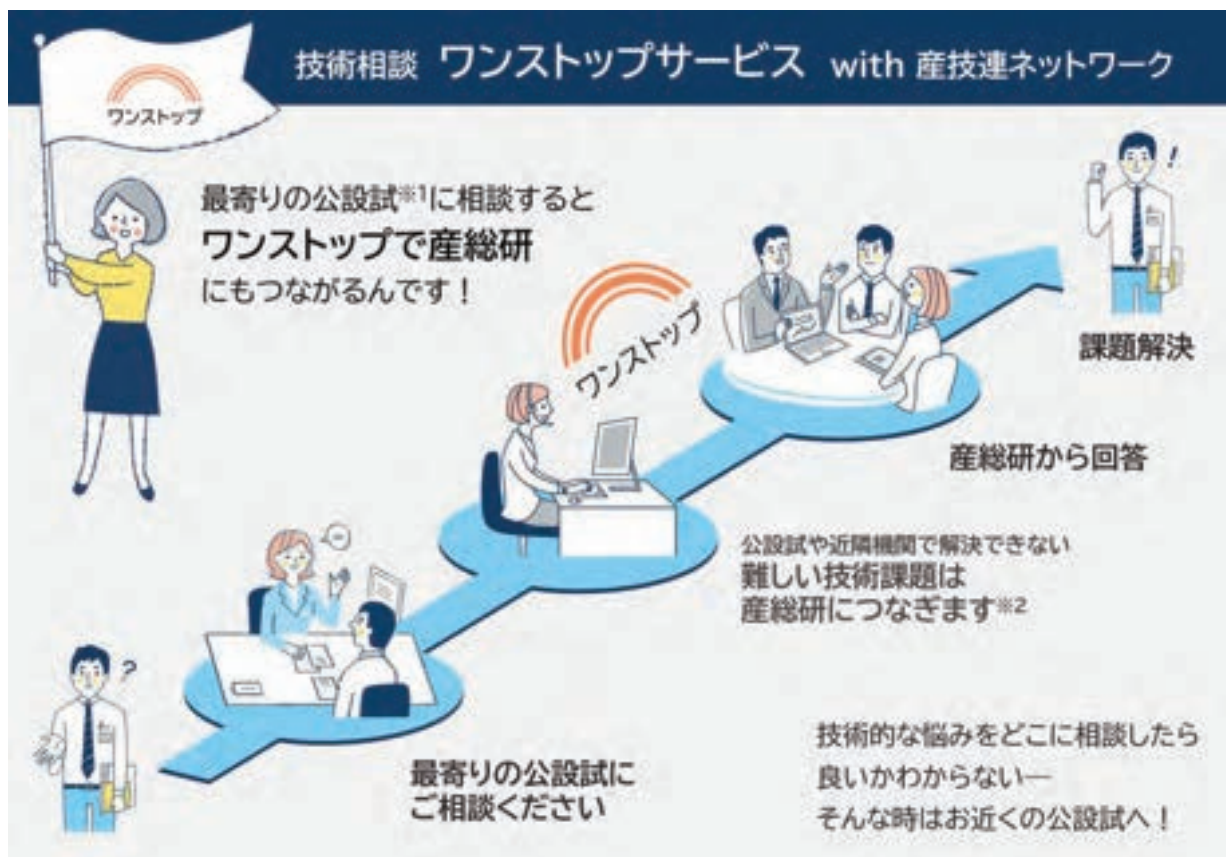 技術相談 ワンストップサービス with 産技連ネットワーク
ワンストップ
最寄りの公設試※1に相談すると
ワンストップで産総研
にもつながるんです！
ワンストップ
!
課題解決
産総研から回答
公設試や近隣機関で解決できない
難しい技術課題は
産総研につなぎます※2
?
最寄りの公設試に
ご相談ください
技術的な悩みをどこに相談したら
良いかわからない―
そんな時はお近くの公設試へ！